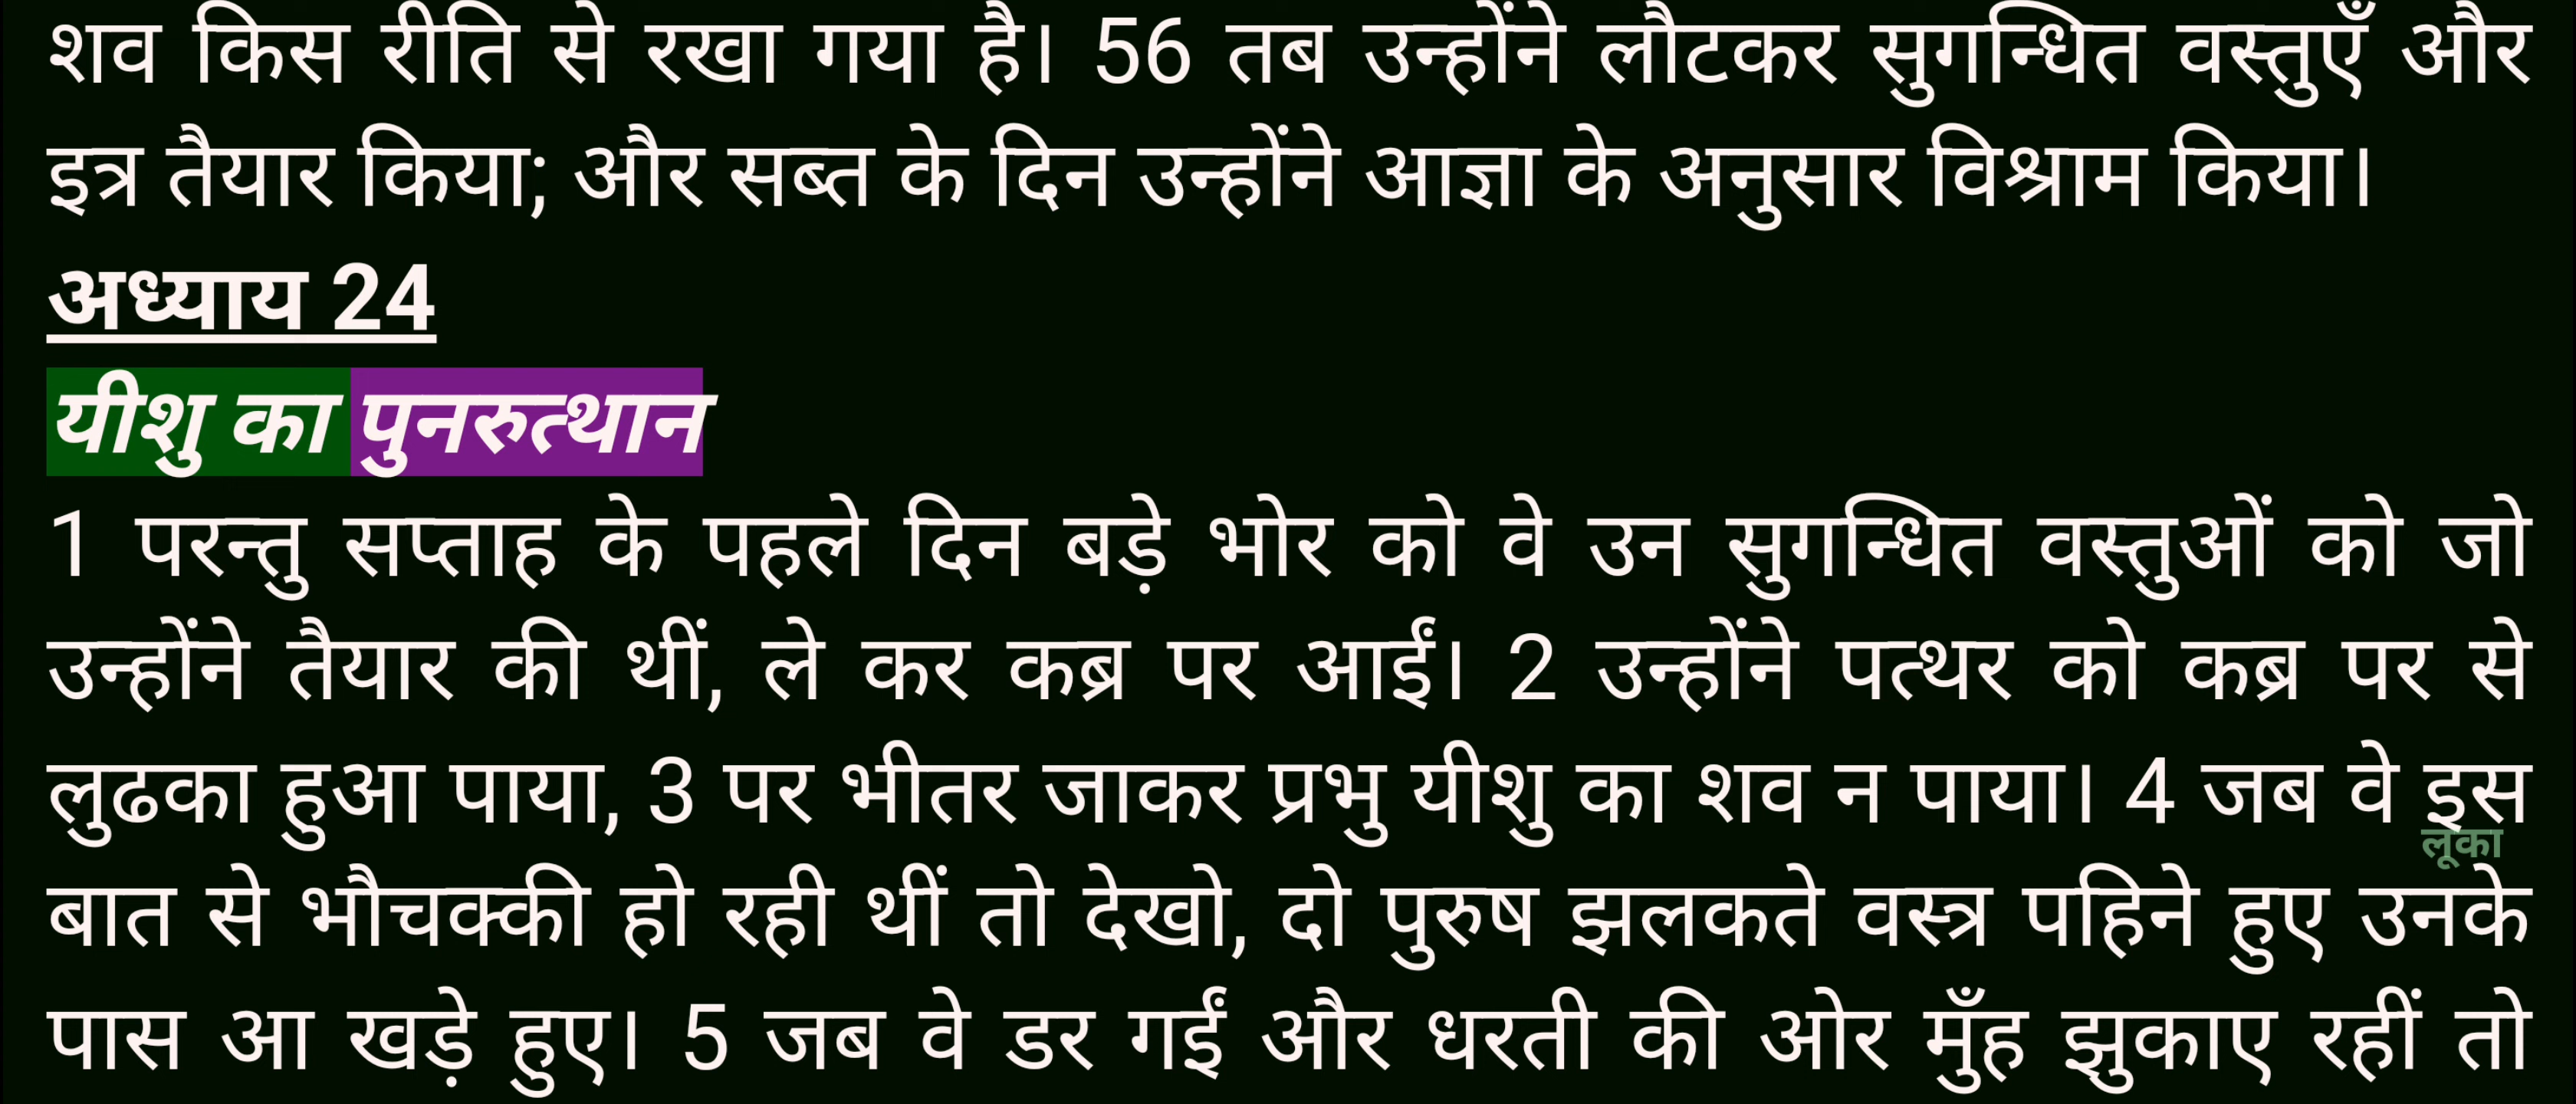 शव किस रीति से रखा गया है। 56 तब उन्होंने लौटकर सुगन्धित वस्तुएँ और
इत्र तैयार किया; और सब्त के दिन उन्होंने आज्ञा के अनुसार विश्राम किया।
अध्याय 24
यीशु का पुनरुत्थान
1 परन्तु सप्ताह के पहले दिन बड़े भोर को वे उन सुगन्धित वस्तुओं को जो
उन्होंने तैयार की थीं, ले कर कब्र पर आईं। 2 उन्होंने पत्थर को कब्र पर से
लुढका हुआ पाया, 3 पर भीतर जाकर प्रभु यीशु का शव न पाया। 4 जब वे इस
लूका
बात से भौचक्की हो रही थीं तो देखो, दो पुरुष झलकते वस्त्र पहिने हुए उनके
पास आ खड़े हुए। 5 जब वे डर गईं और धरती की ओर मुँह झुकाए रहीं तो